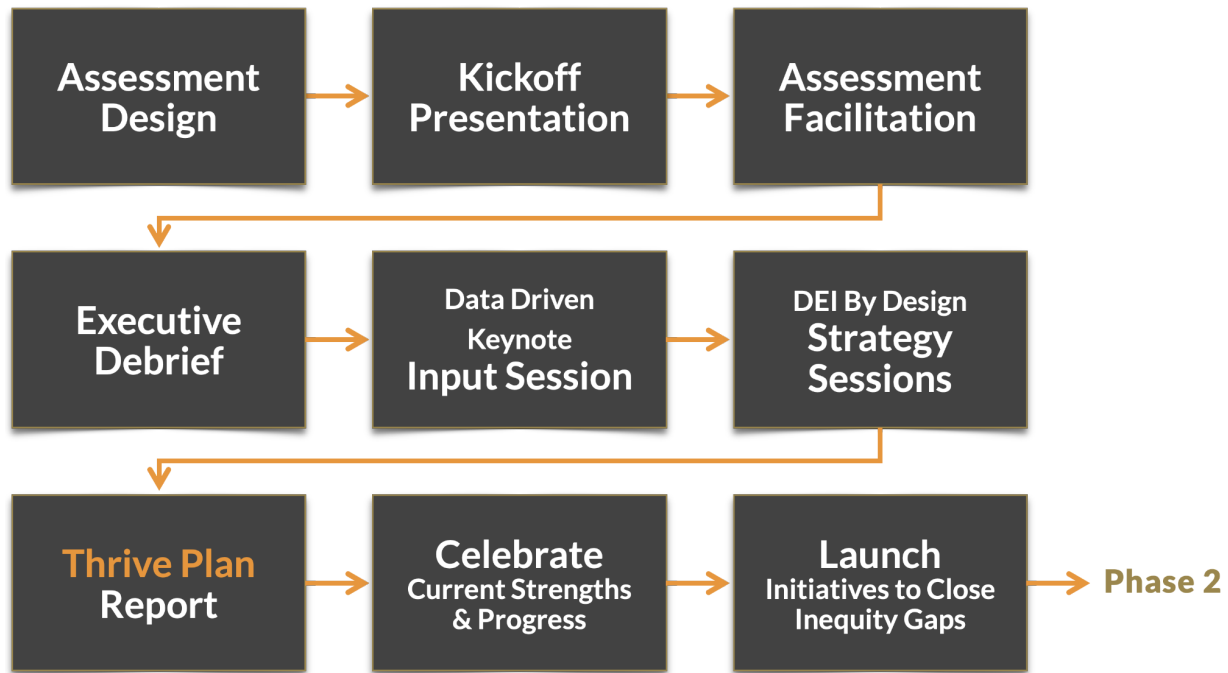 Assessment
Design
Kickoff
Presentation
Assessment
Facilitation
Executive
Debrief
Data Driven
Keynote
Input Session
DEI By Design
Strategy
Sessions
Thrive Plan
Report
Celebrate
Current Strengths
& Progress
Launch
Initiatives to Close
Inequity Gaps
Phase 2